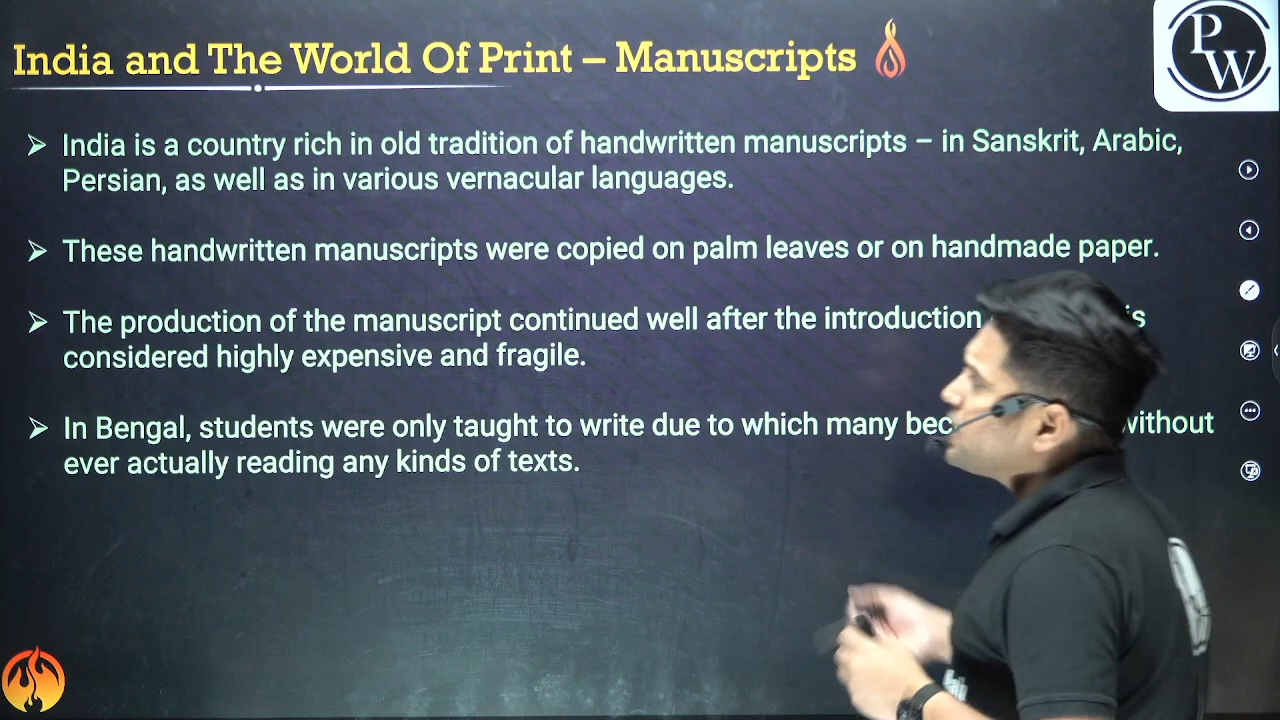 India and The World Of Print – Manuscripts
PW
➢ India is a country rich in old tradition of handwritten manuscripts – in Sanskrit, Arabic,
Persian, as well as in various vernacular languages.
➢ These handwritten manuscripts were copied on palm leaves or on handmade paper.
➢ The production of the manuscript continued well after the introduction
considered highly expensive and fragile.
➢ In Bengal, students were only taught to write due to which many without
ever actually reading any kinds of texts.